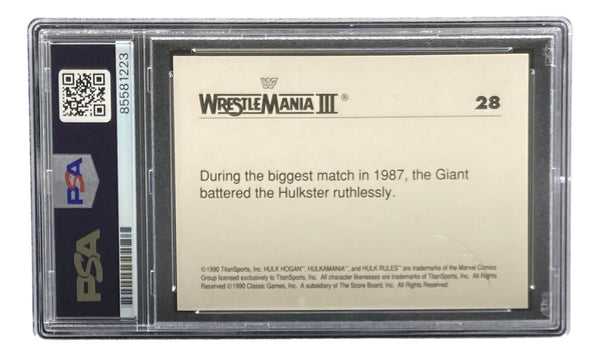 85581223
PSA
PSA
WF
WRESTLEMANIA III ®
28
During the biggest match in 1987, the Giant
battered the Hulkster ruthlessly.
©1990 TitanSports, Inc. HULK HOGAN™, HULKAMANIA™, and HULK RULES™ are trademarks of the Marvel Comics
Group licensed exclusively to TitanSports, Inc. All character likenesses are trademarks of TitanSports, Inc. All Rights
Reserved ©1990 Classic Games, Inc. A subsidiary of The Score Board, Inc. All Rights Reserved